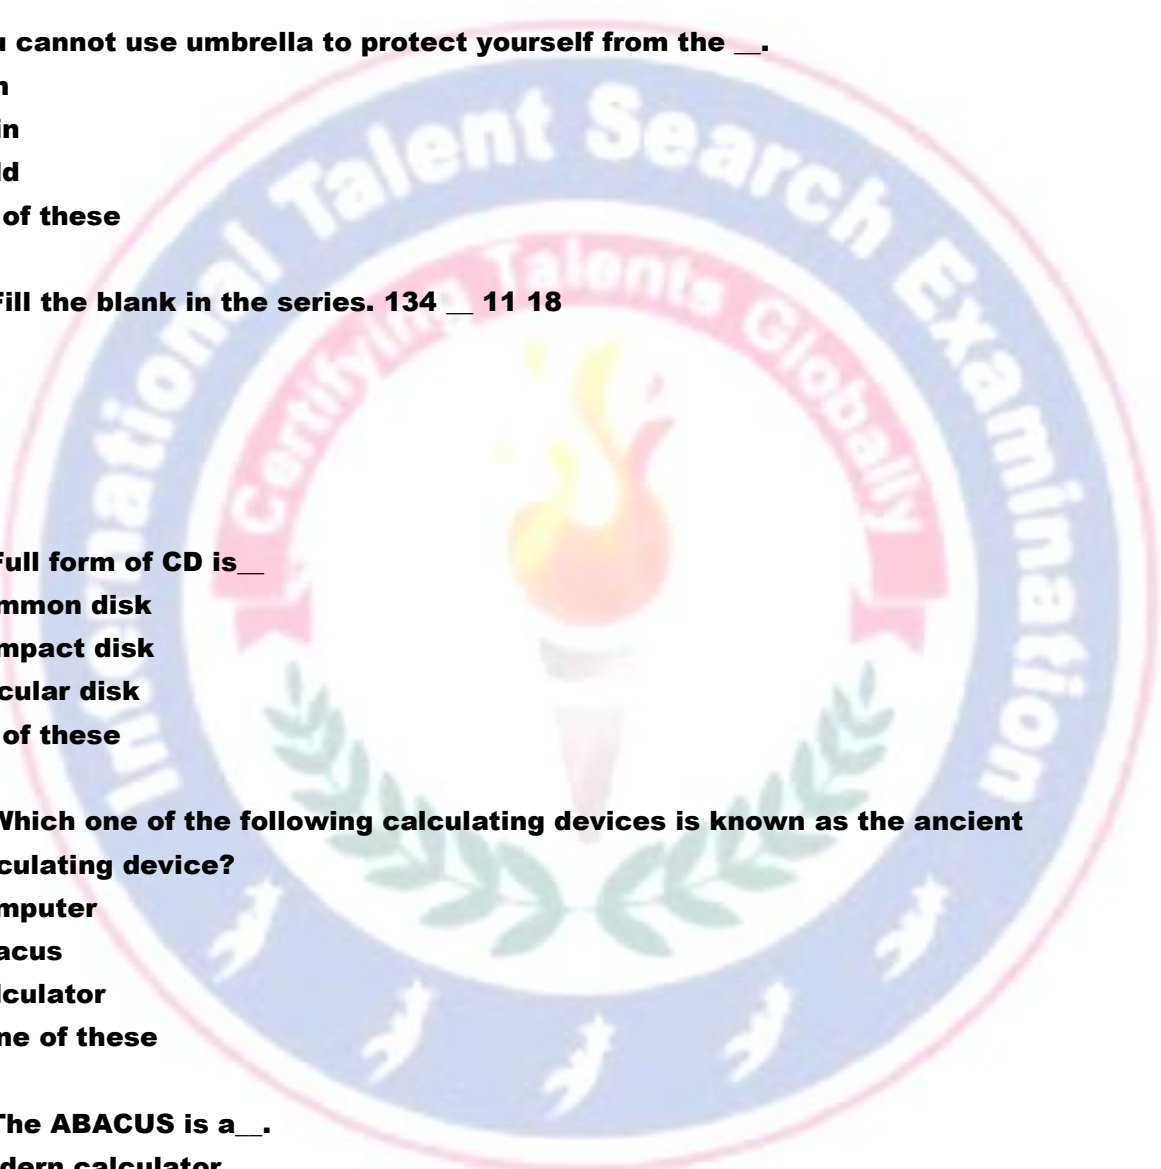 u cannot use umbrella to protect yourself from the __.
n
in
ld
of these
Fill the blank in the series. 134 __ 11 18
Full form of CD is__
mmon disk
mpact disk
cular disk
of these
Which one of the following calculating devices is known as the ancient
culating device?
mputer
acus
lculator
ne of these
The ABACUS is a__.
dern calculator
International Talent Search Examination
Certifying Talents Globally